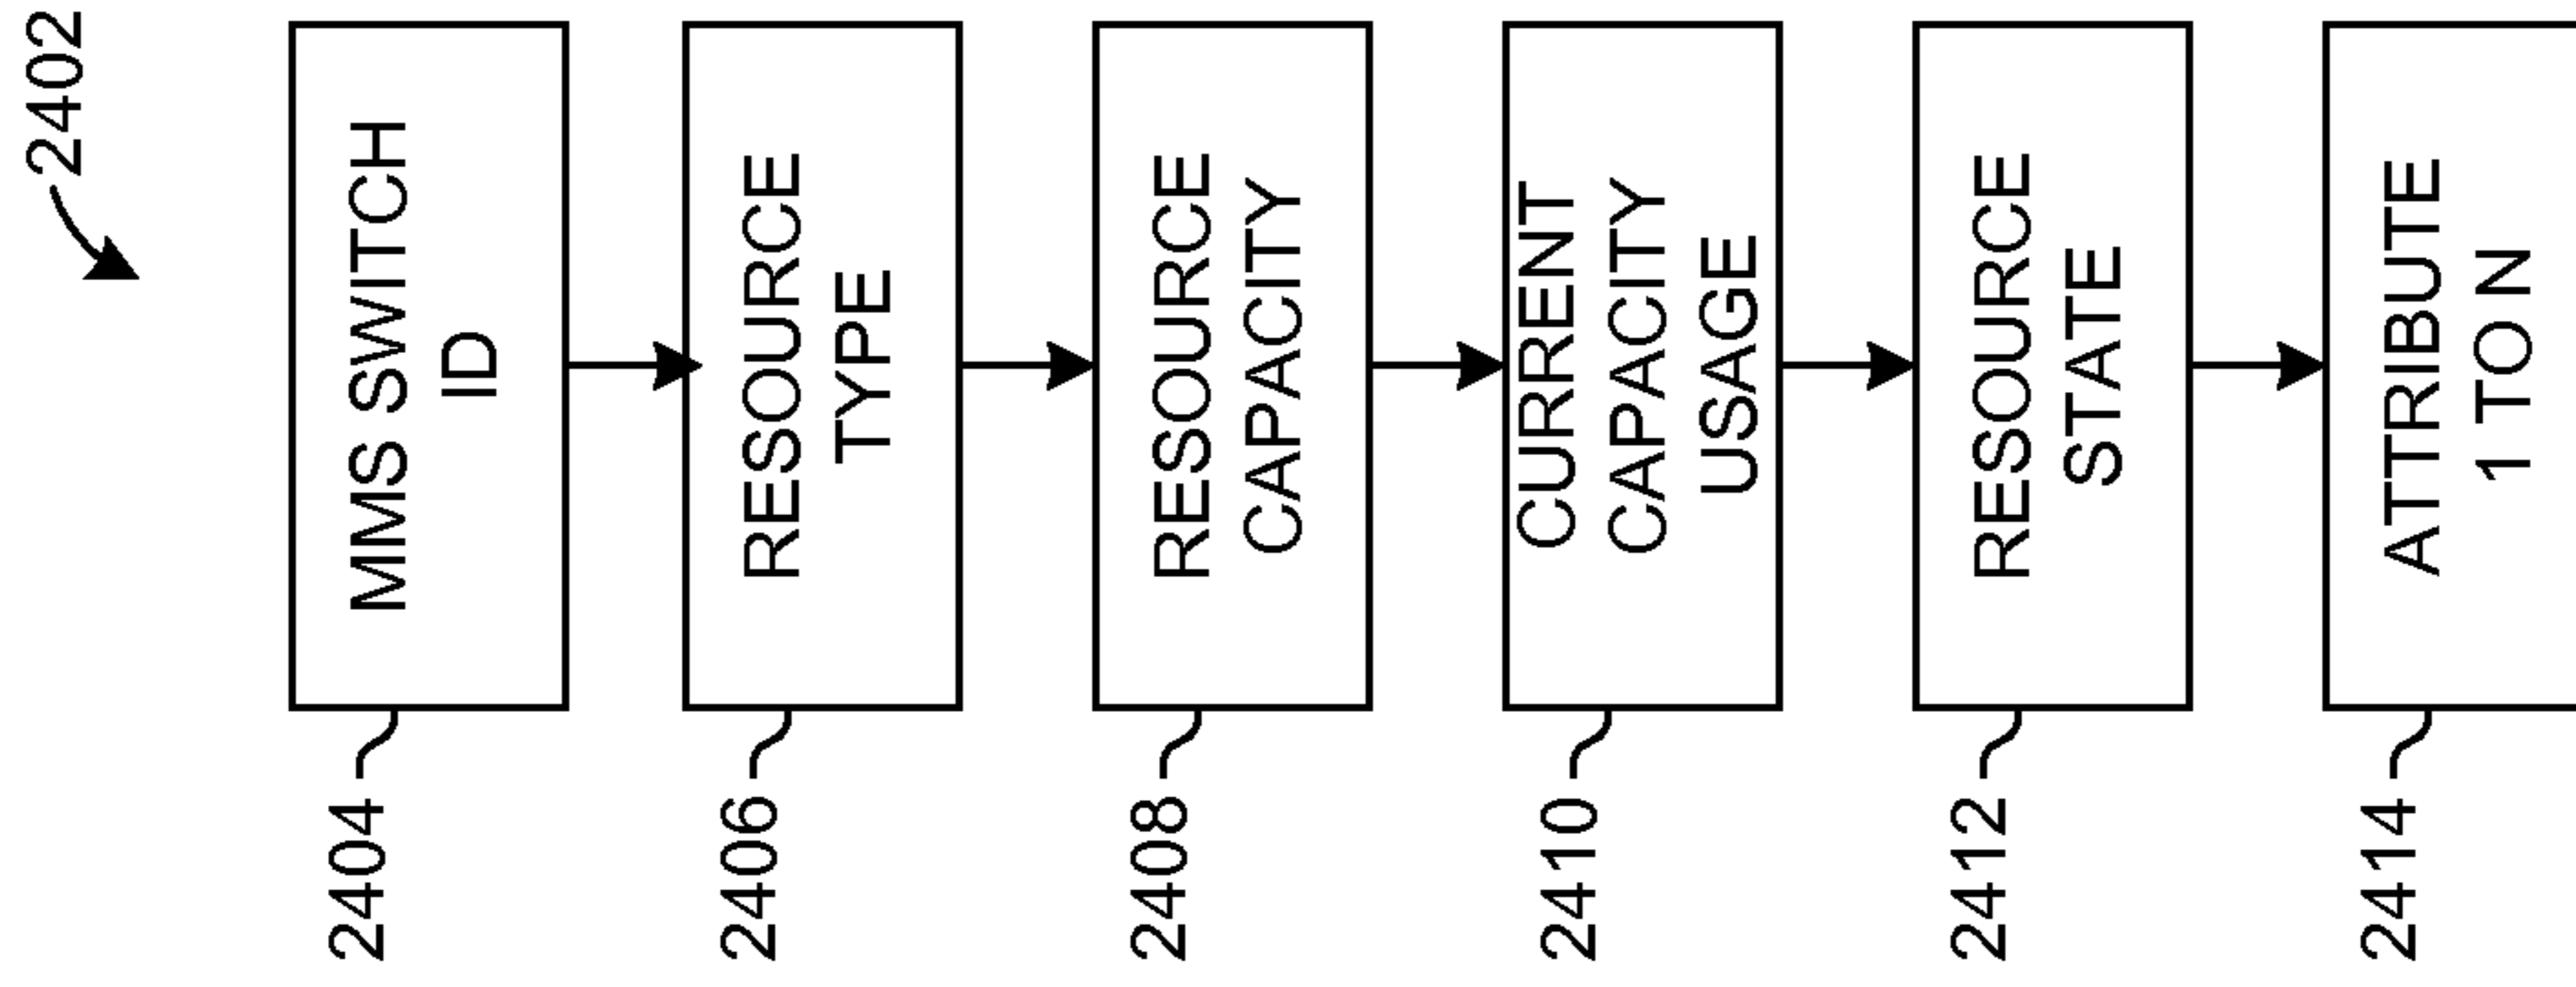 2402
2404
MMS SWITCH
ID
2406
RESOURCE
TYPE
2408
RESOURCE
CAPACITY
2410
CURRENT
CAPACITY
USAGE
2412
RESOURCE
STATE
2414
ATTRIBUTE
1 TO N